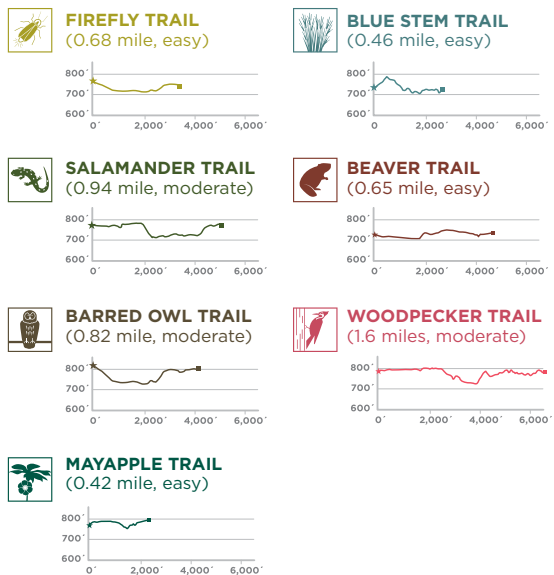 FIREFLY TRAIL
(0.68 mile, easy)
800´
700´
600´
0´ 2,000´ 4,000´ 6,000´
BLUE STEM TRAIL
(0.46 mile, easy)
800´
700´
600´
0´ 2,000´ 4,000´ 6,000´
SALAMANDER TRAIL
(0.94 mile, moderate)
800´
700´
600´
0´ 2,000´ 4,000´ 6,000´
BEAVER TRAIL
(0.65 mile, easy)
800´
700´
600´
0´ 2,000´ 4,000´ 6,000´
BARRED OWL TRAIL
(0.82 mile, moderate)
800´
700´
600´
0´ 2,000´ 4,000´ 6,000´
WOODPECKER TRAIL
(1.6 miles, moderate)
800´
700´
600´
0´ 2,000´ 4,000´ 6,000´
MAYAPPLE TRAIL
(0.42 mile, easy)
800´
700´
600´
0´ 2,000´ 4,000´ 6,000´